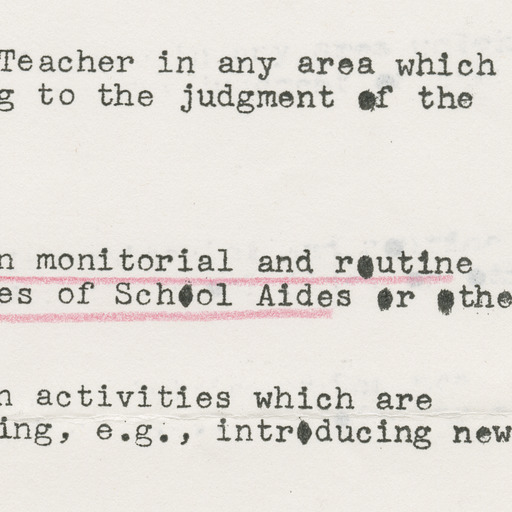 Teacher in any area which
g to the judgment of the
n monitorial and routine
es of School Aides or othe
n activities which are
ing, e.g., introducing new